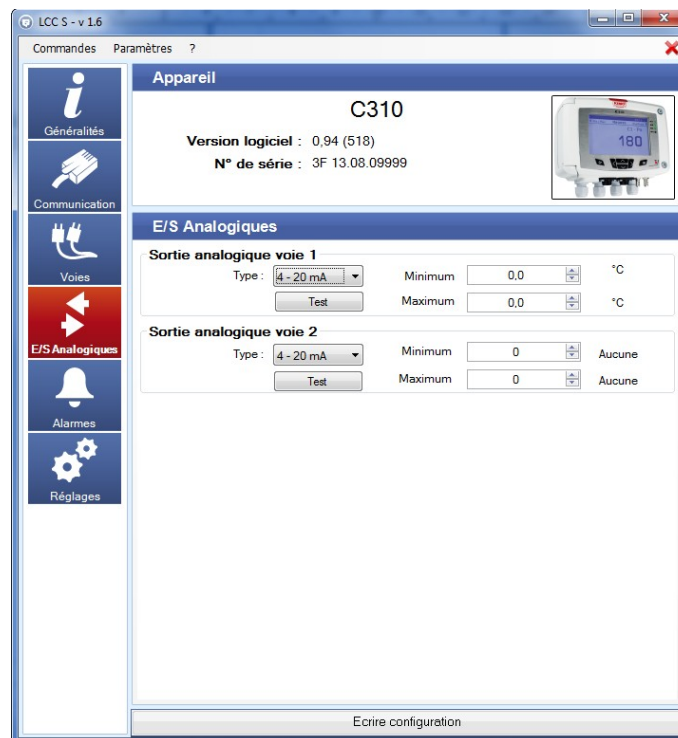 LCC S - v 1.6
Commandes Paramètres ?
Généralités
Communication
Voies
E/S Analogiques
Alarmes
Réglages
Appareil
C310
Version logiciel : 0,94 (518)
N° de série : 3F 13.08.09999
180
E/S Analogiques
Sortie analogique voie 1
Type : 4 - 20 mA Minimum 0,0 °C
Test Maximum 0,0 °C
Sortie analogique voie 2
Type : 4 - 20 mA Minimum 0 Aucune
Test Maximum 0 Aucune
Ecrire configuration